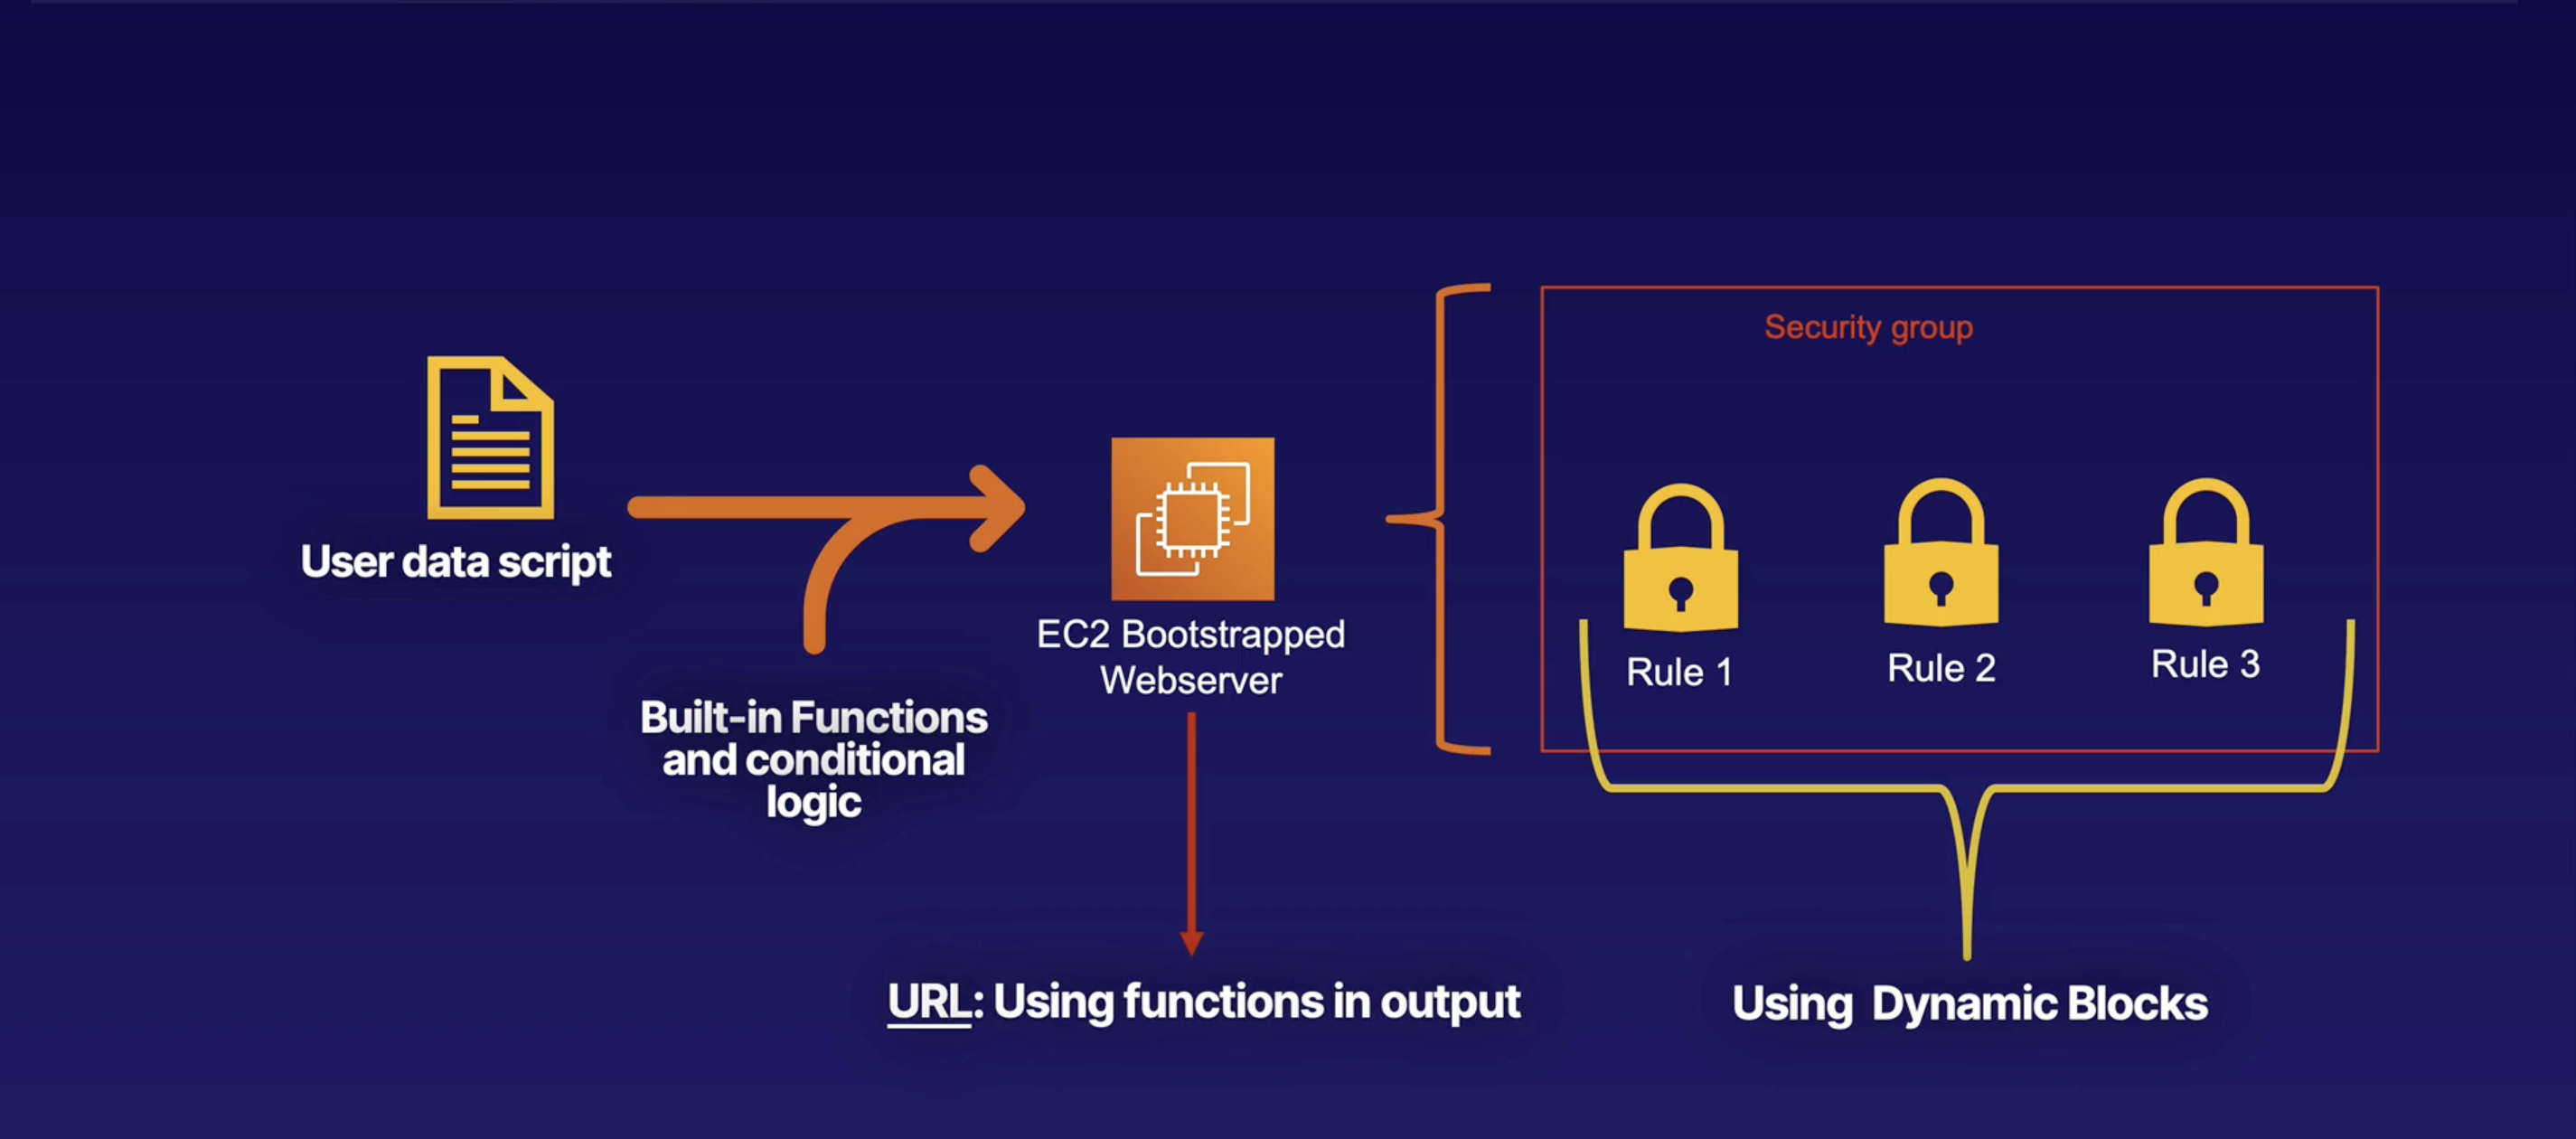 Security group
User data script
EC2 Bootstrapped
Webserver
Rule 1
Rule 2
Rule 3
Built-in Functions
and conditional
logic
URL: Using functions in output
Using  Dynamic Blocks